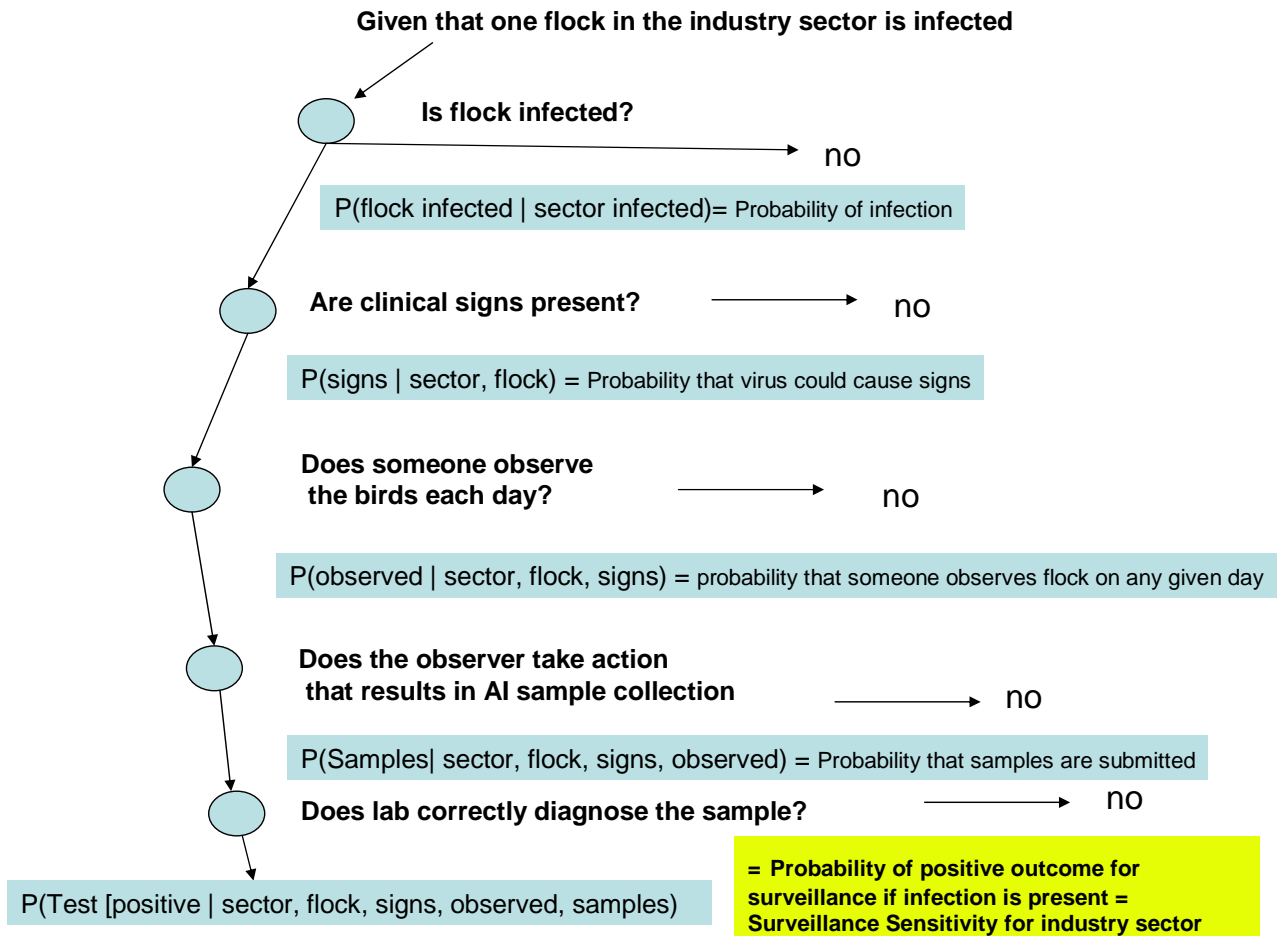 Given that one flock in the industry sector is infected
Is flock infected?
no
P(flock infected | sector infected)= Probability of infection
Are clinical signs present?
no
P(signs | sector, flock) = Probability that virus could cause signs
Does someone observe
the birds each day?
no
P(observed | sector, flock, signs) = probability that someone observes flock on any given day
Does the observer take action
that results in AI sample collection
no
P(Samples| sector, flock, signs, observed) = Probability that samples are submitted
Does lab correctly diagnose the sample?
no
P(Test [positive | sector, flock, signs, observed, samples)
= Probability of positive outcome for
surveillance if infection is present =
Surveillance Sensitivity for industry sector